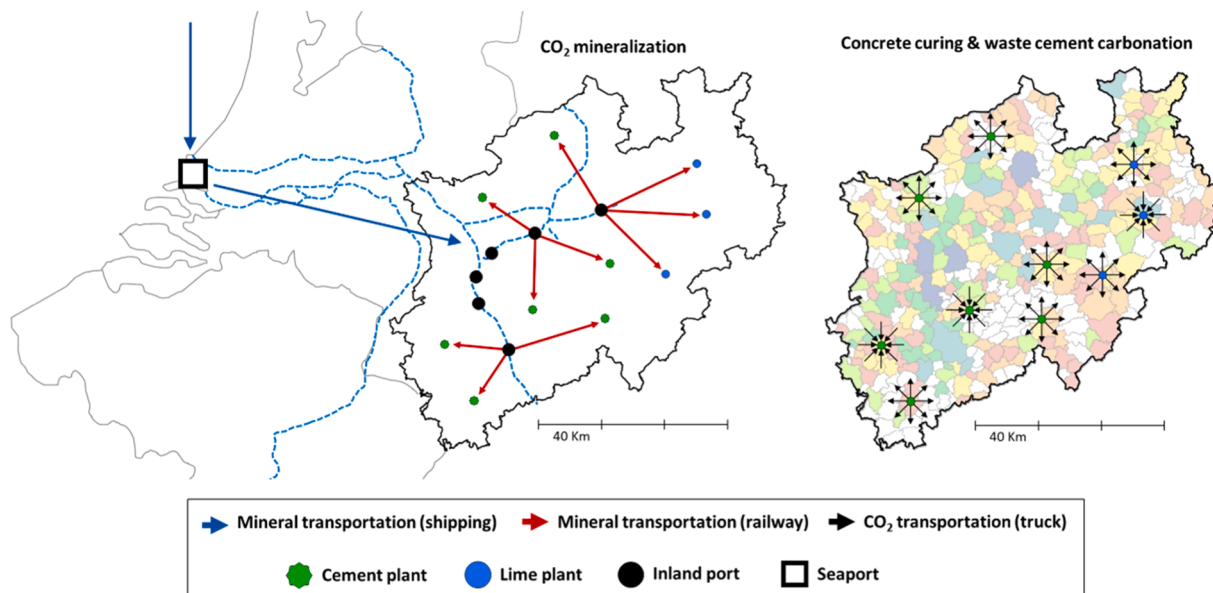 CO₂ mineralization
Concrete curing & waste cement carbonation
40 Km
40 Km
Mineral transportation (shipping)
Mineral transportation (railway)
CO₂ transportation (truck)
Cement plant
Lime plant
Inland port
Seaport